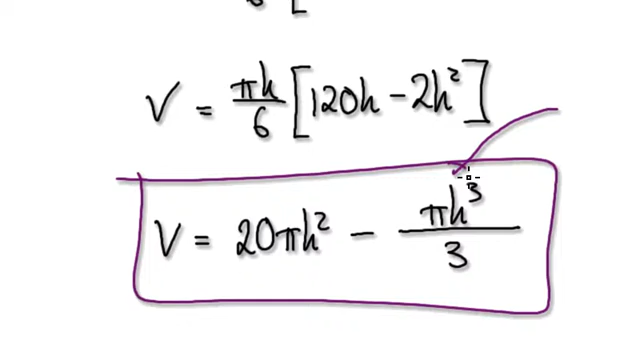 V = πh/6 [120h − 2h²]
V = 20πh² − πh³/3